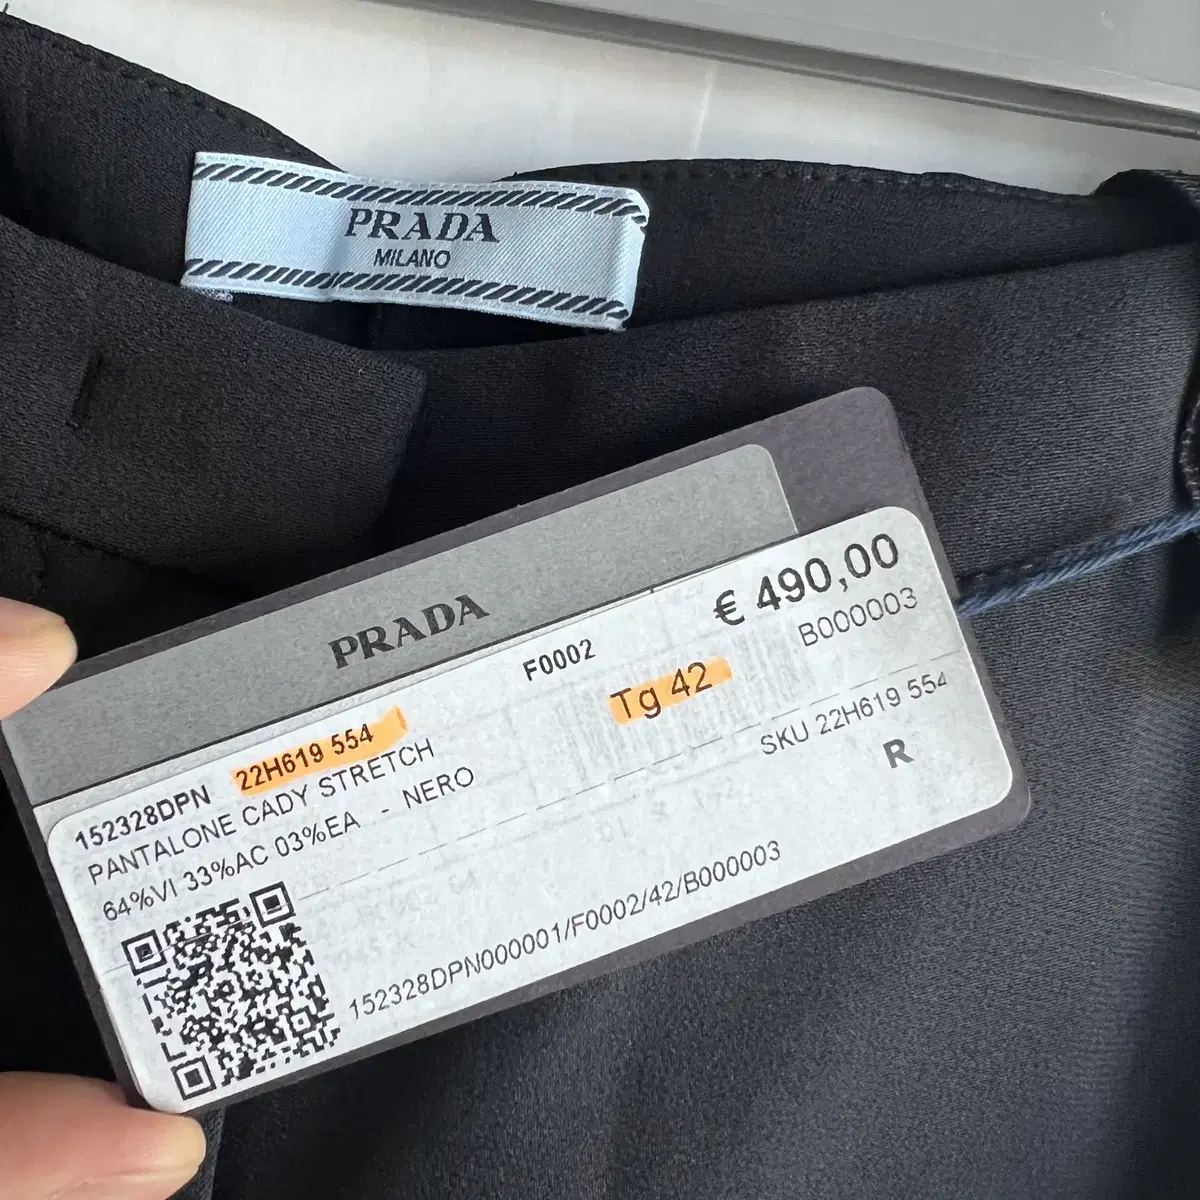 PRADA
MILANO
PRADA
€ 490,00
F0002
B000003
Tg 42
152328DPN 22H619 554
SKU 22H619 554
PANTALONE CADY STRETCH
R
64%VI 33%AC 03%EA - NERO
152328DPN000001/F0002/42/B000003